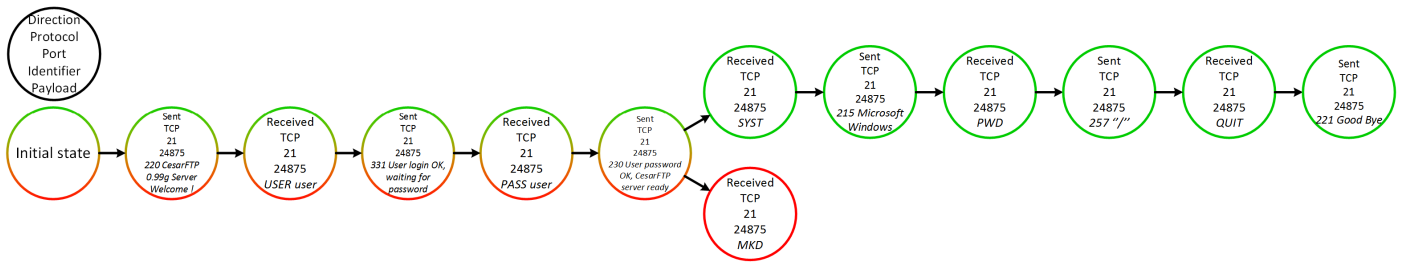 Direction
Protocol
Port
Identifier
Payload
Initial state
Sent
TCP
21
24875
220 CesarFTP
0.99g Server
Welcome !
Received
TCP
21
24875
USER user
Sent
TCP
21
24875
331 User login OK,
waiting for
password
Received
TCP
21
24875
PASS user
Sent
TCP
21
24875
230 User password
OK, CesarFTP
server ready
Received
TCP
21
24875
SYST
Sent
TCP
21
24875
215 Microsoft
Windows
Received
TCP
21
24875
PWD
Sent
TCP
21
24875
257 “/”
Received
TCP
21
24875
QUIT
Sent
TCP
21
24875
221 Good Bye
Received
TCP
21
24875
MKD